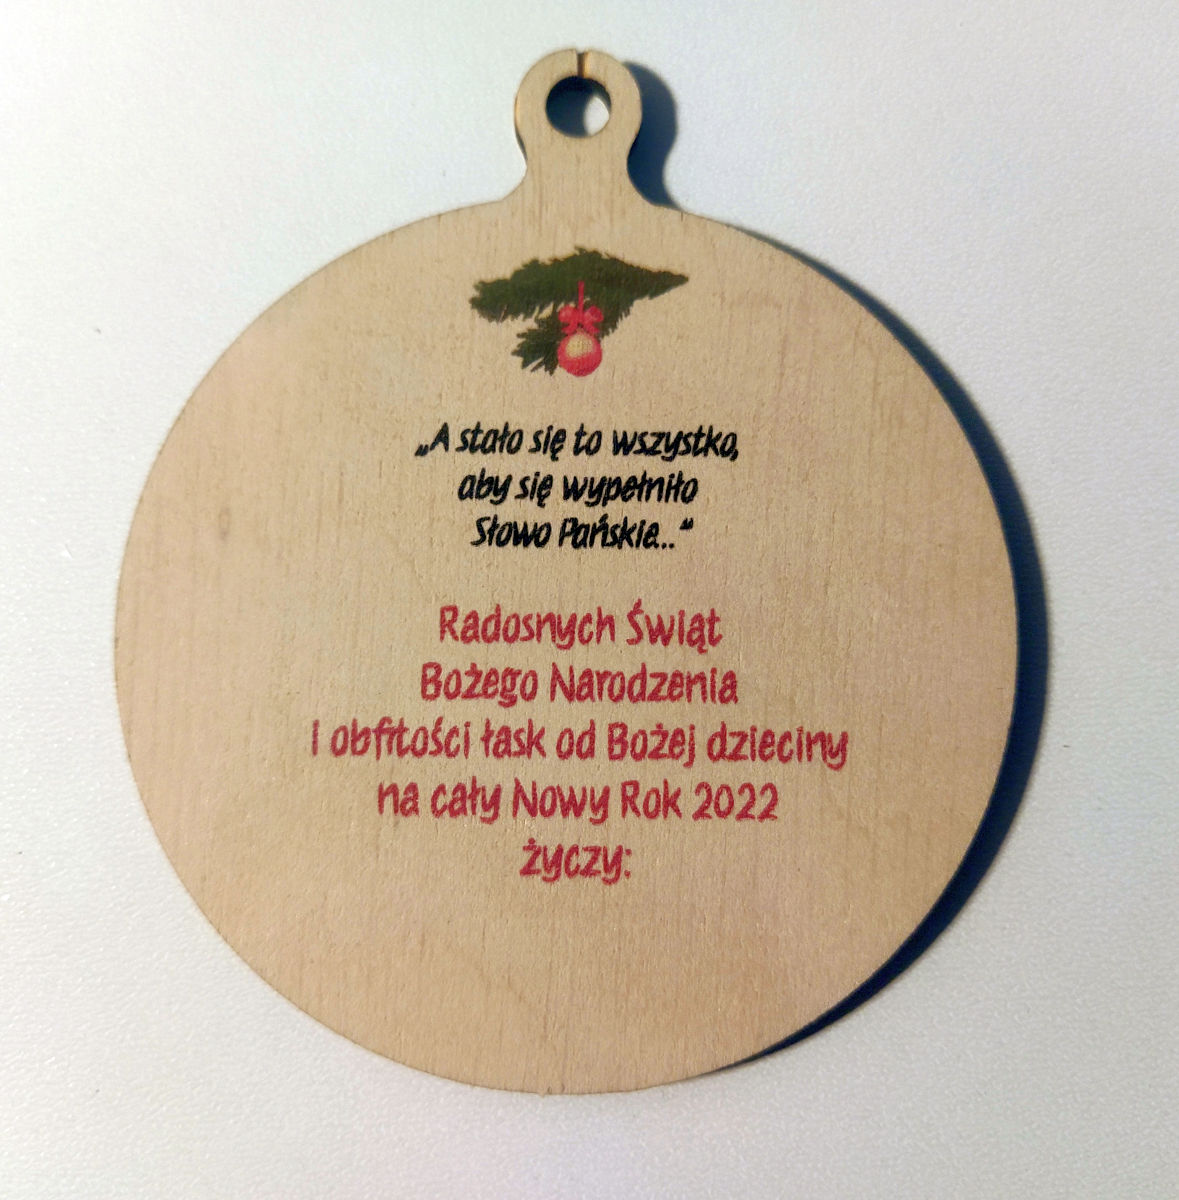 „A stało się to wszystko,
aby się wypełniło
Słowo Pańskie..."
Radosnych Świąt
Bożego Narodzenia
I obfitości łask od Bożej dzieciny
na cały Nowy Rok 2022
życzy: